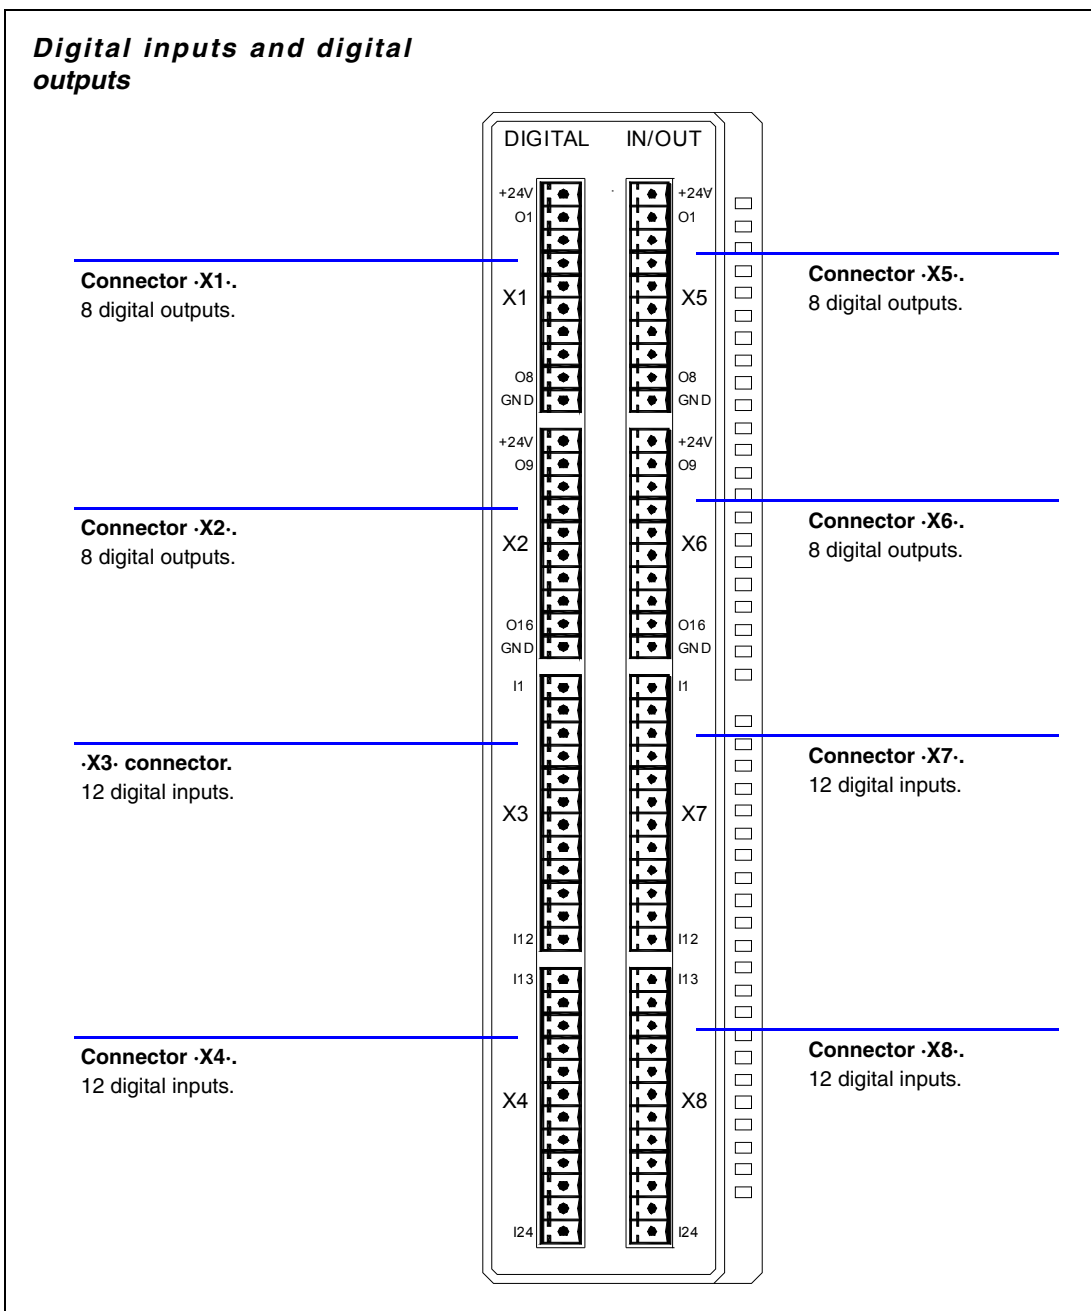 Digital inputs and digital
outputs
DIGITAL IN/OUT
+24V
O1
X1
O8
GND
+24V
O9
X2
O16
GND
I1
X3
I12
I13
X4
I24
+24V
O1
X5
O8
GND
+24V
O9
X6
O16
GND
I1
X7
I12
I13
X8
I24
Connector ·X1·.
8 digital outputs.
Connector ·X2·.
8 digital outputs.
·X3· connector.
12 digital inputs.
Connector ·X4·.
12 digital inputs.
Connector ·X5·.
8 digital outputs.
Connector ·X6·.
8 digital outputs.
Connector ·X7·.
12 digital inputs.
Connector ·X8·.
12 digital inputs.